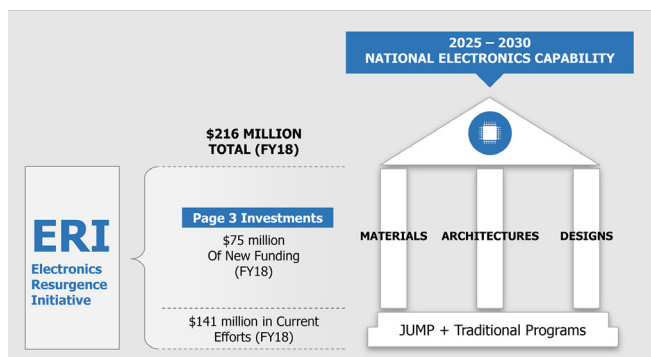 2025 – 2030
NATIONAL ELECTRONICS CAPABILITY
$216 MILLION
TOTAL (FY18)
ERI
Electronics
Resurgence
Initiative
Page 3 Investments
$75 million
Of New Funding
(FY18)
$141 million in Current
Efforts (FY18)
MATERIALS
ARCHITECTURES
DESIGNS
JUMP + Traditional Programs